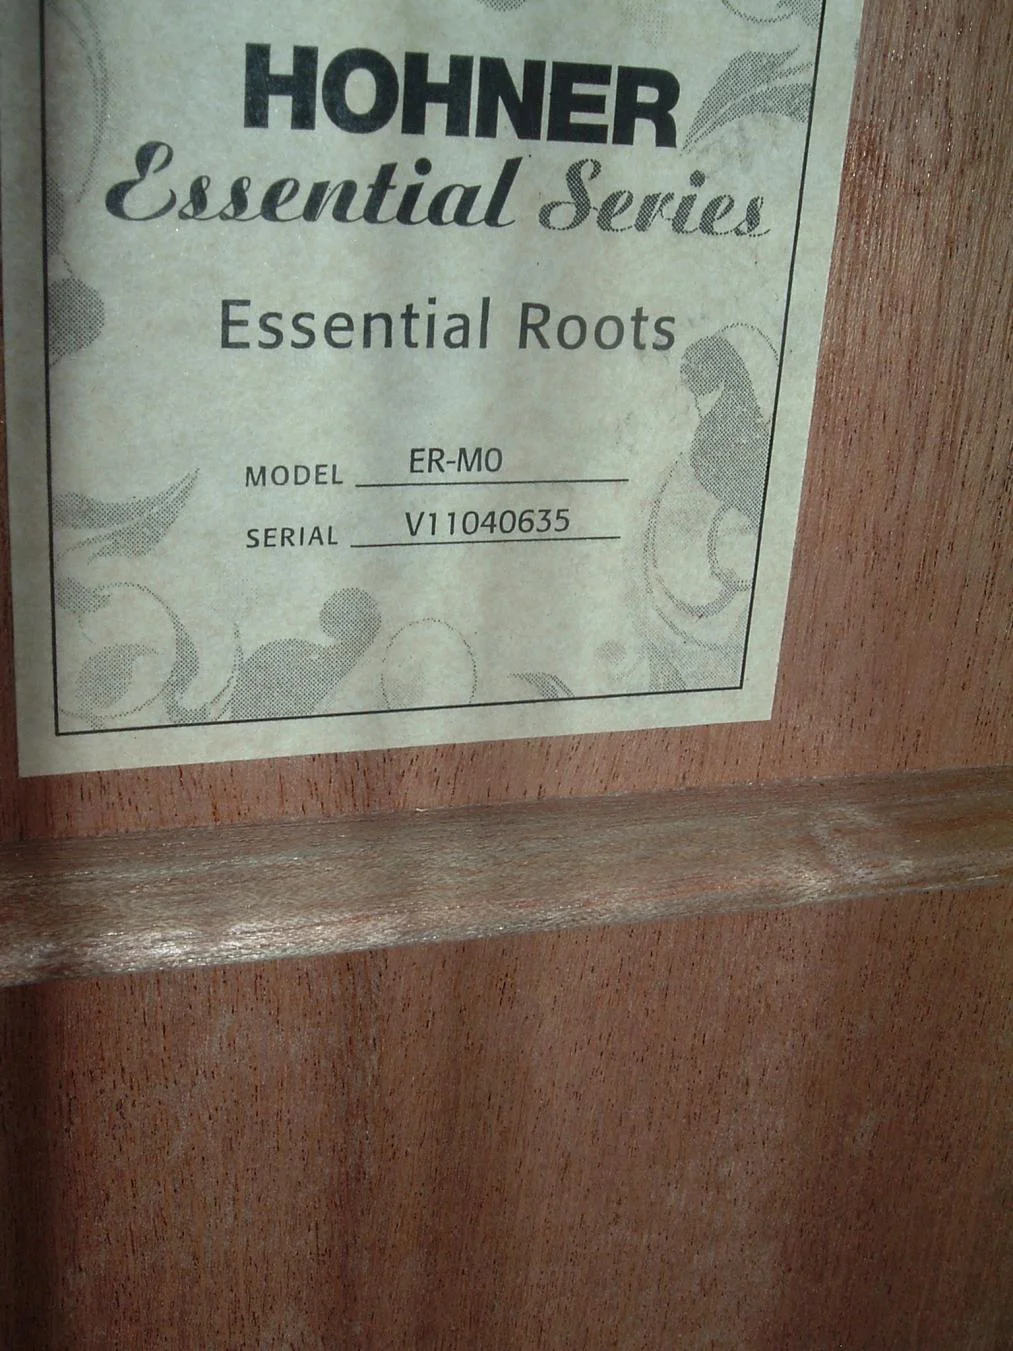 HOHNER
Essential Series
Essential Roots
MODEL ER-MO
SERIAL V11040635